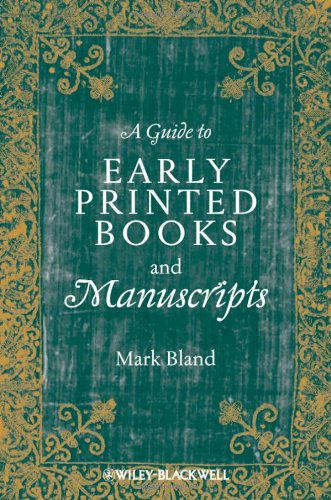 A Guide to
EARLY
PRINTED
BOOKS
and
Manuscripts
Mark Bland
WILEY-BLACKWELL